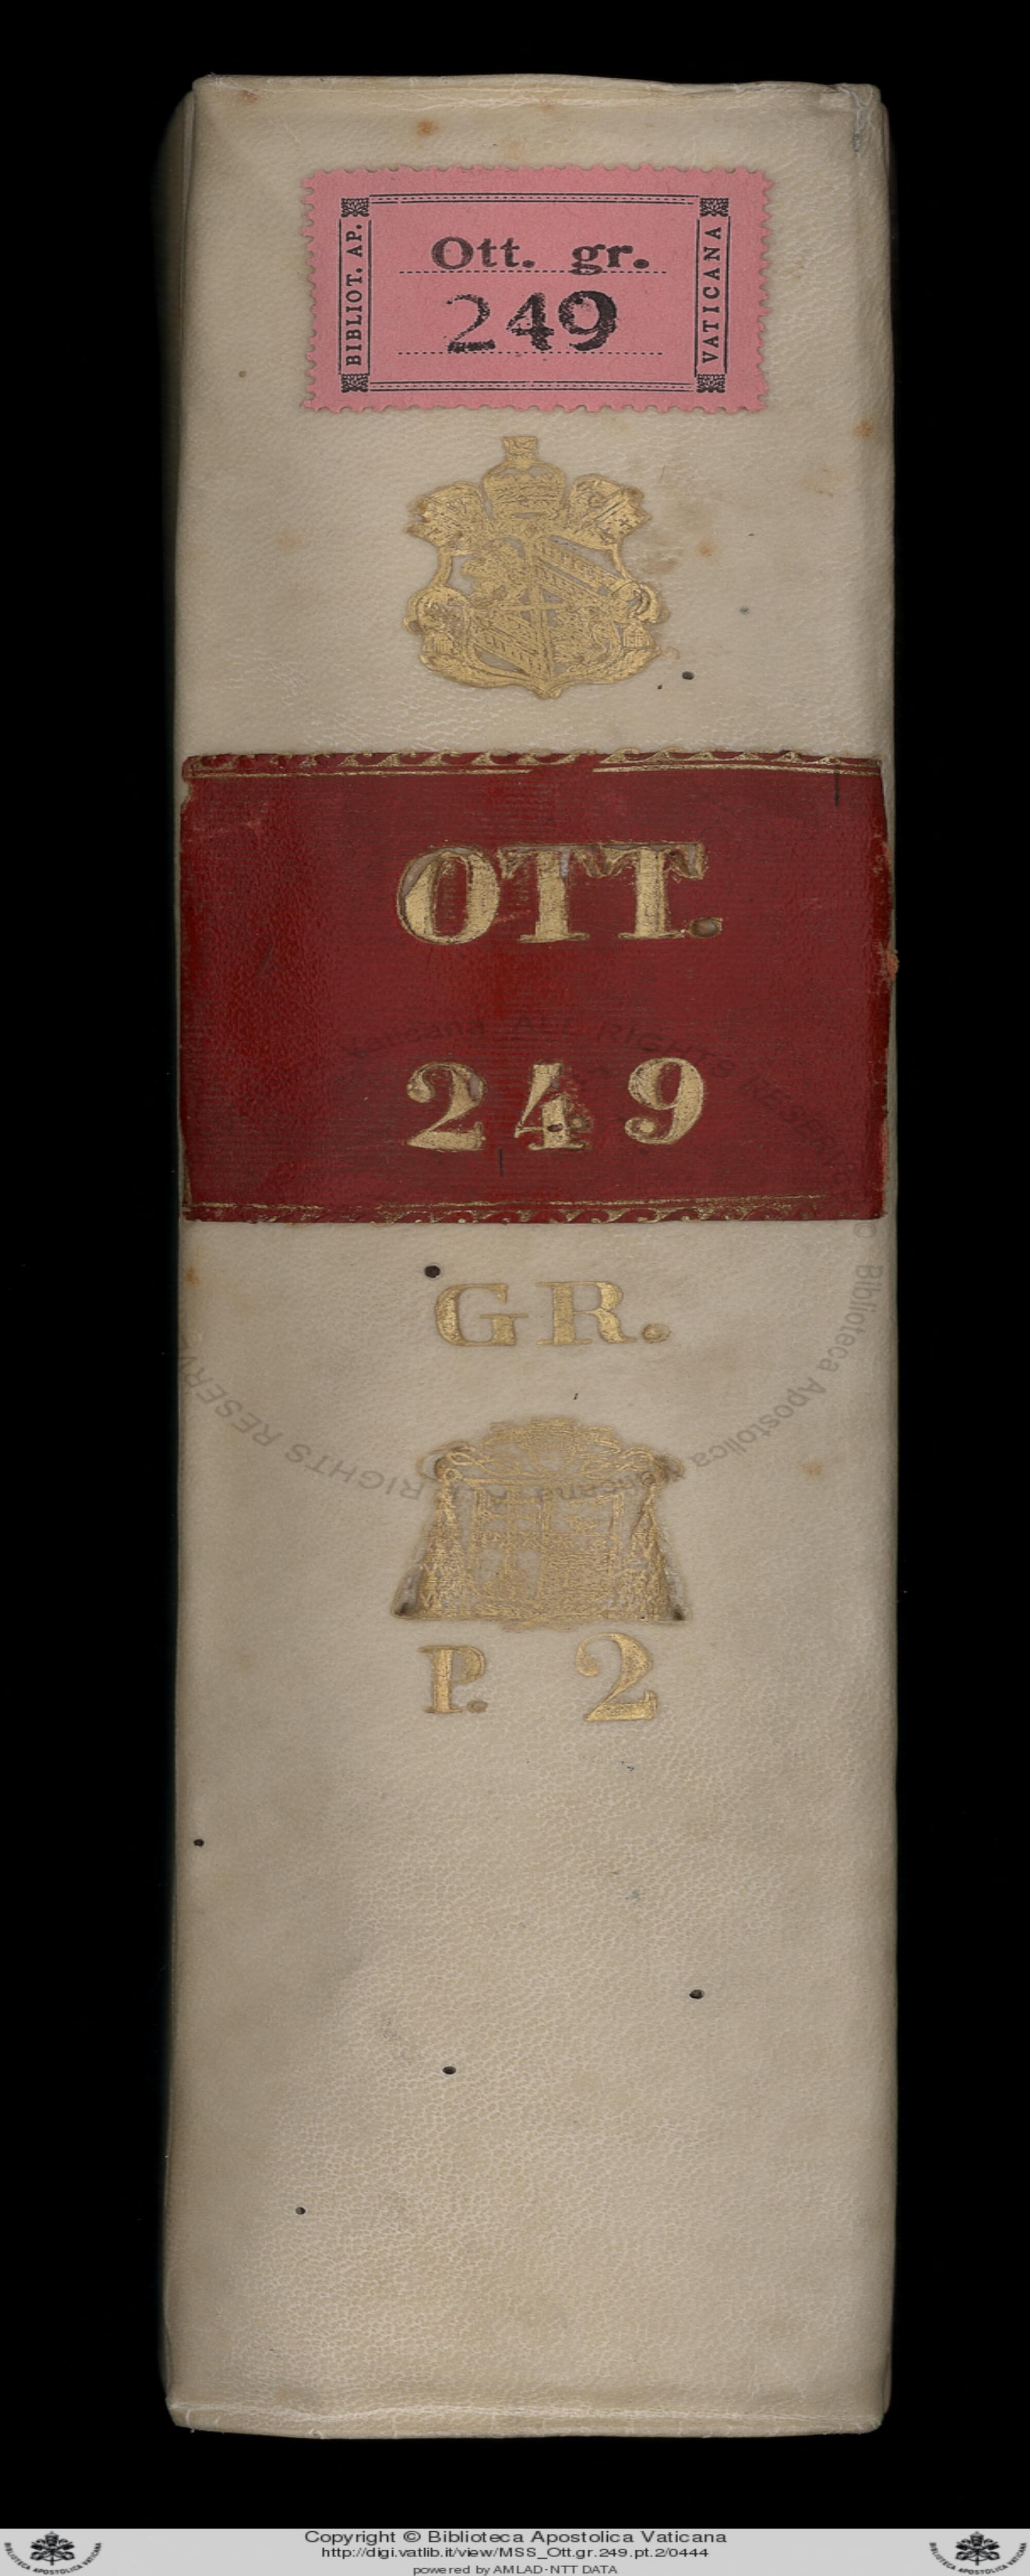 Ott. gr.
BIBLIOT. AP.
249
VATICANA
OTT.
249
GR.
P. 2
Copyright © Biblioteca Apostolica Vaticana
http://digi.vatlib.it/view/MSS_Ott.gr.249.pt.2/0444
powered by AMLAD-NTT DATA